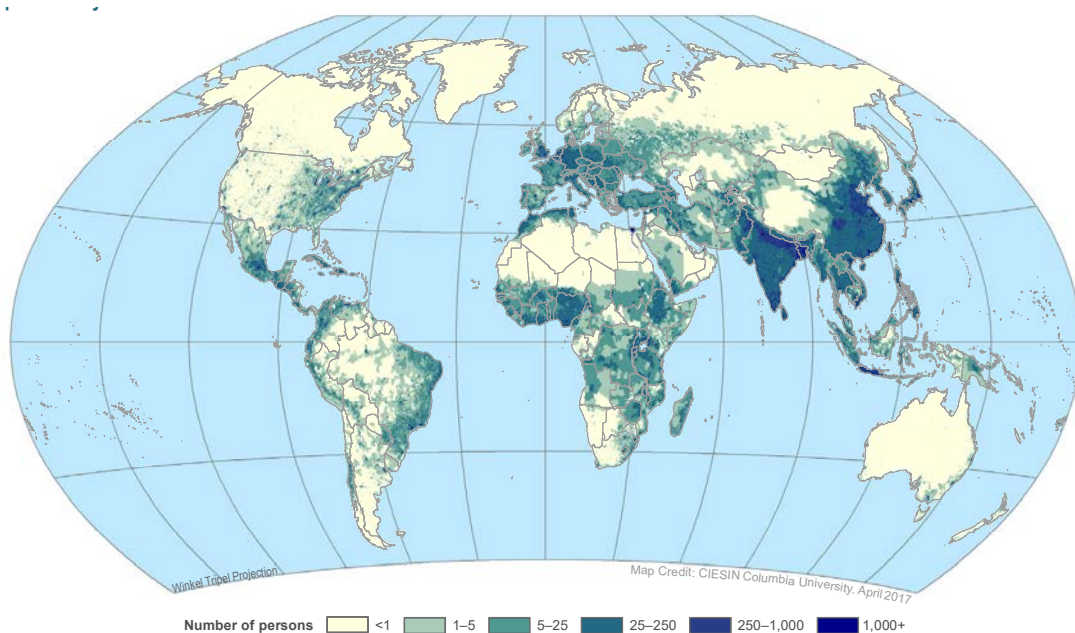 Winkel Tripel Projection
Map Credit: CIESIN Columbia University. April 2017
Number of persons <1 1–5 5–25 25–250 250–1,000 1,000+